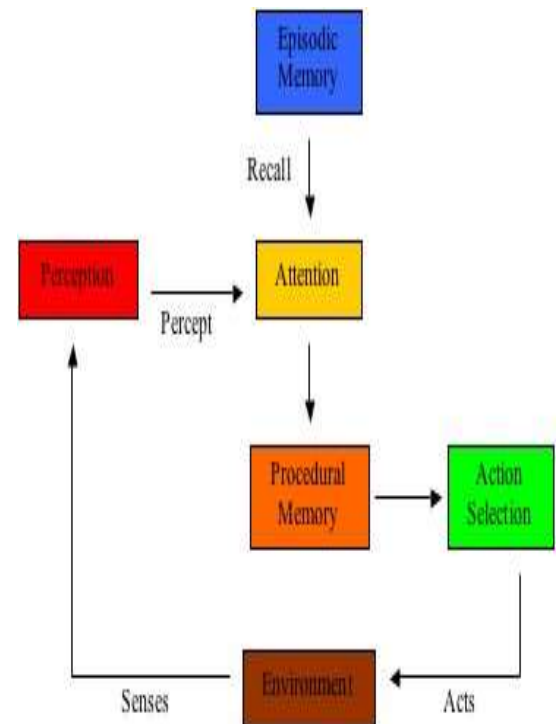 Episodic
Memory
Recall
Perception
Attention
Percept
Procedural
Memory
Action
Selection
Environment
Senses
Acts